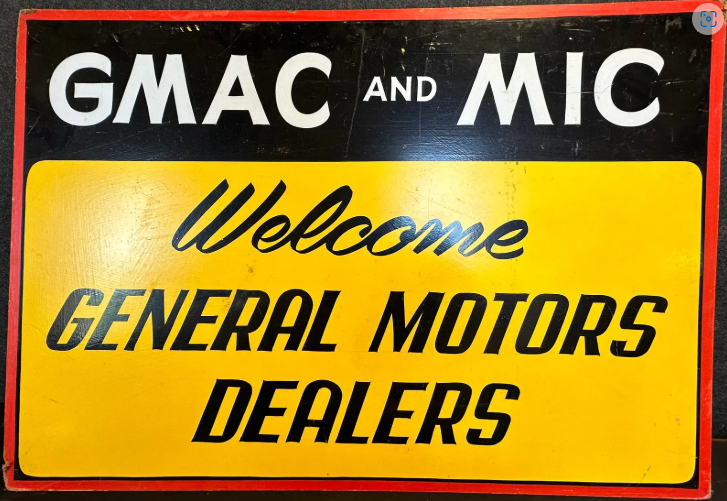 GMAC AND MIC
Welcome
GENERAL MOTORS
DEALERS